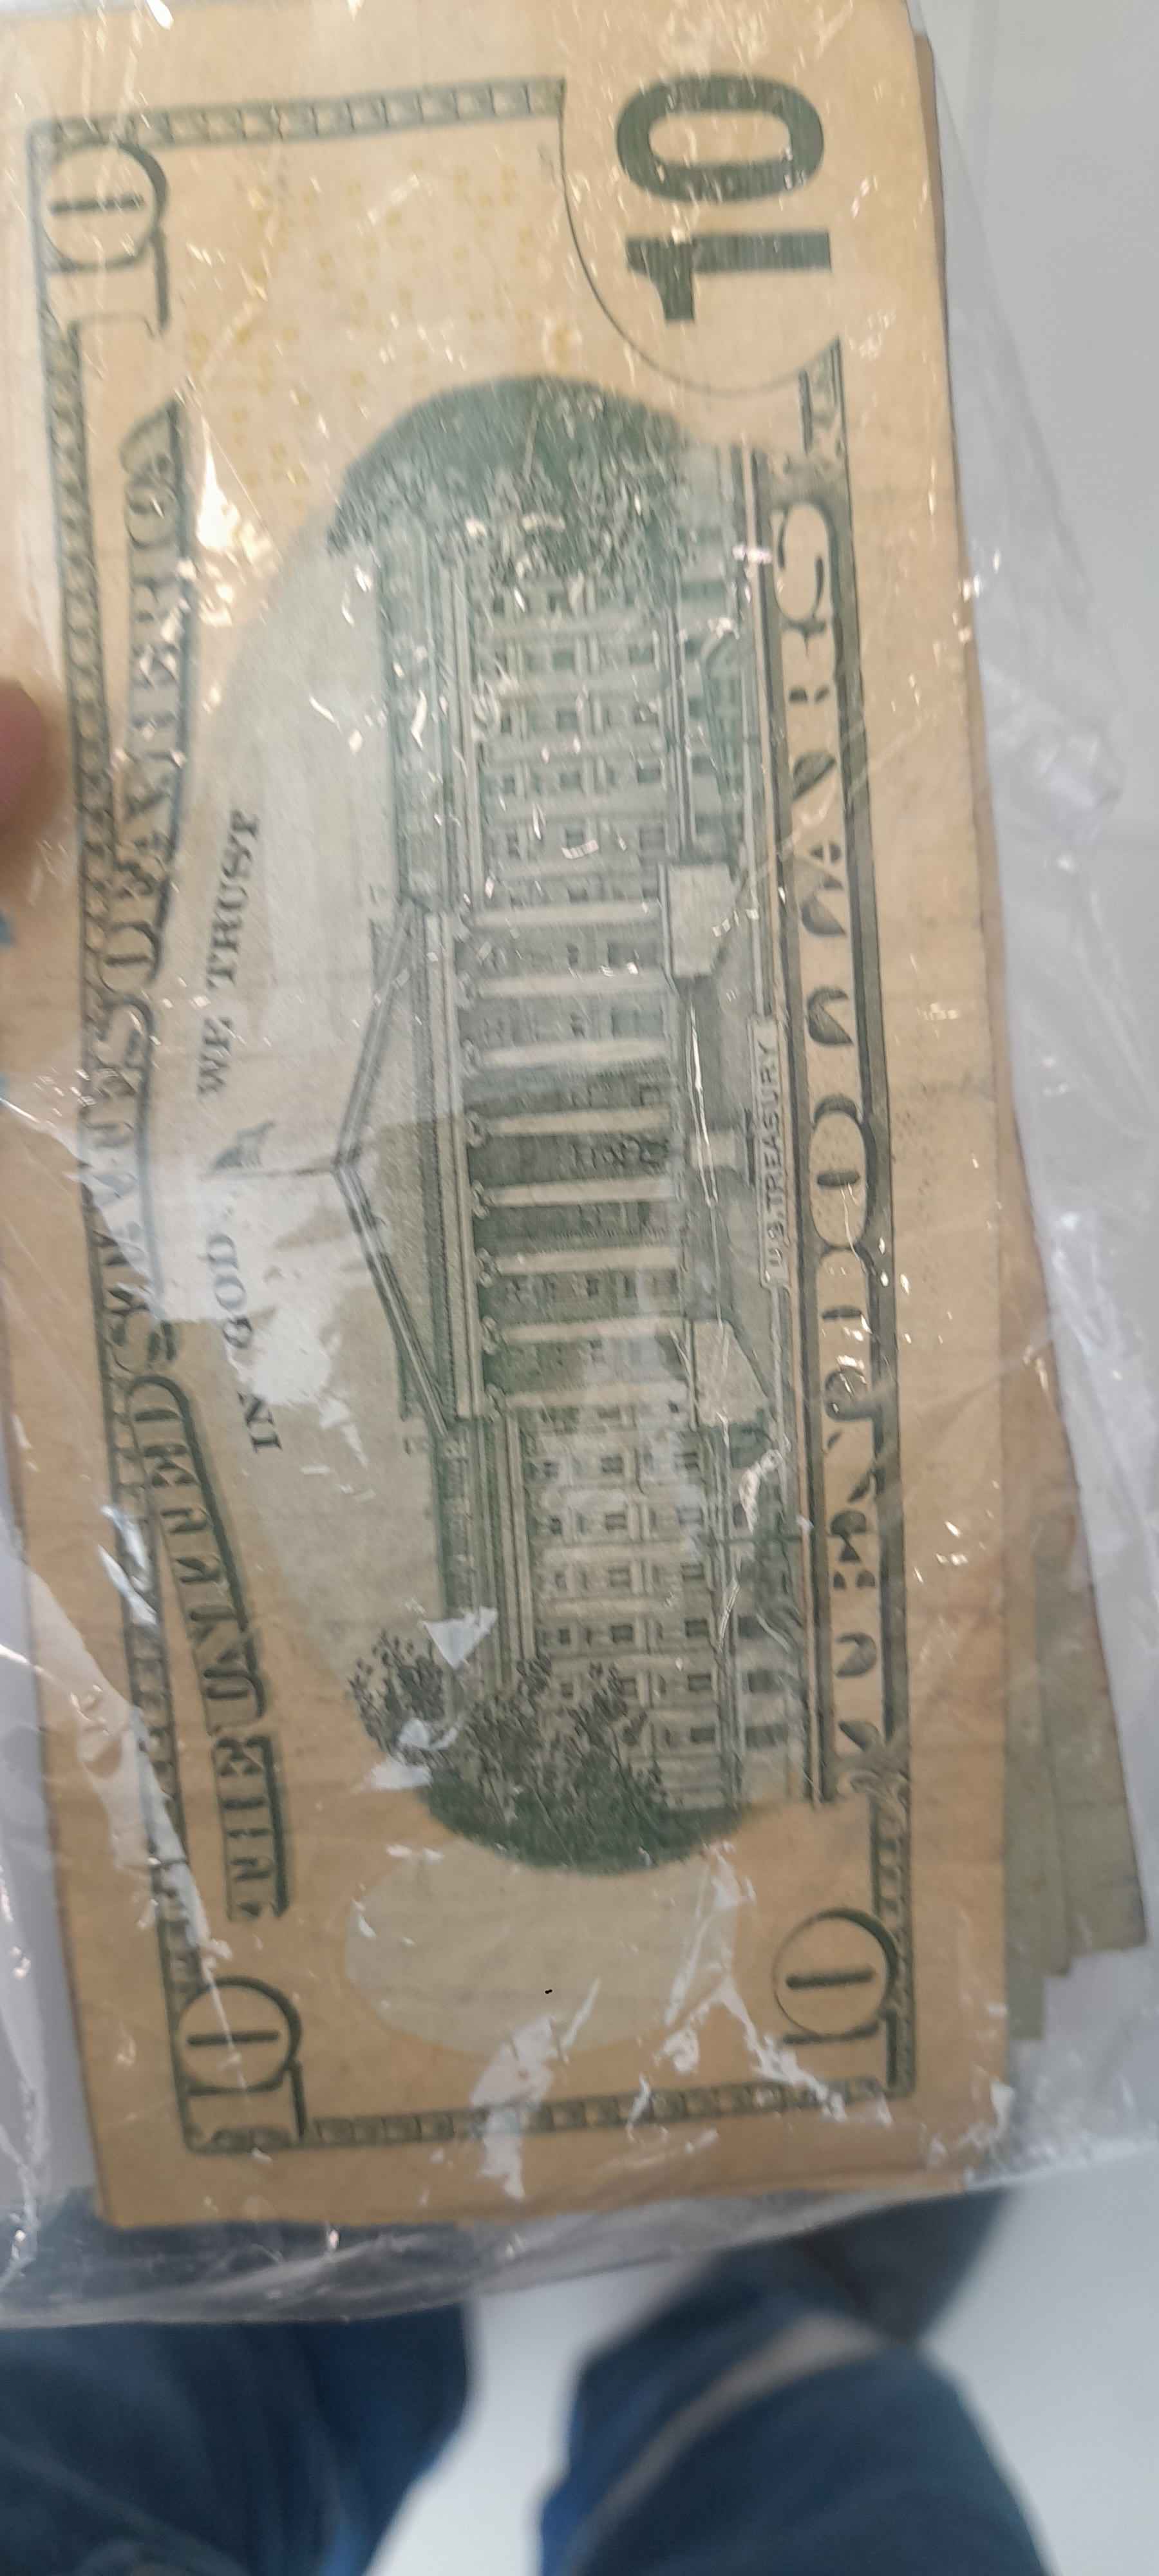 THE UNITED STATES OF AMERICA
IN GOD WE TRUST
U.S. TREASURY
TEN DOLLARS
10
10
10
10